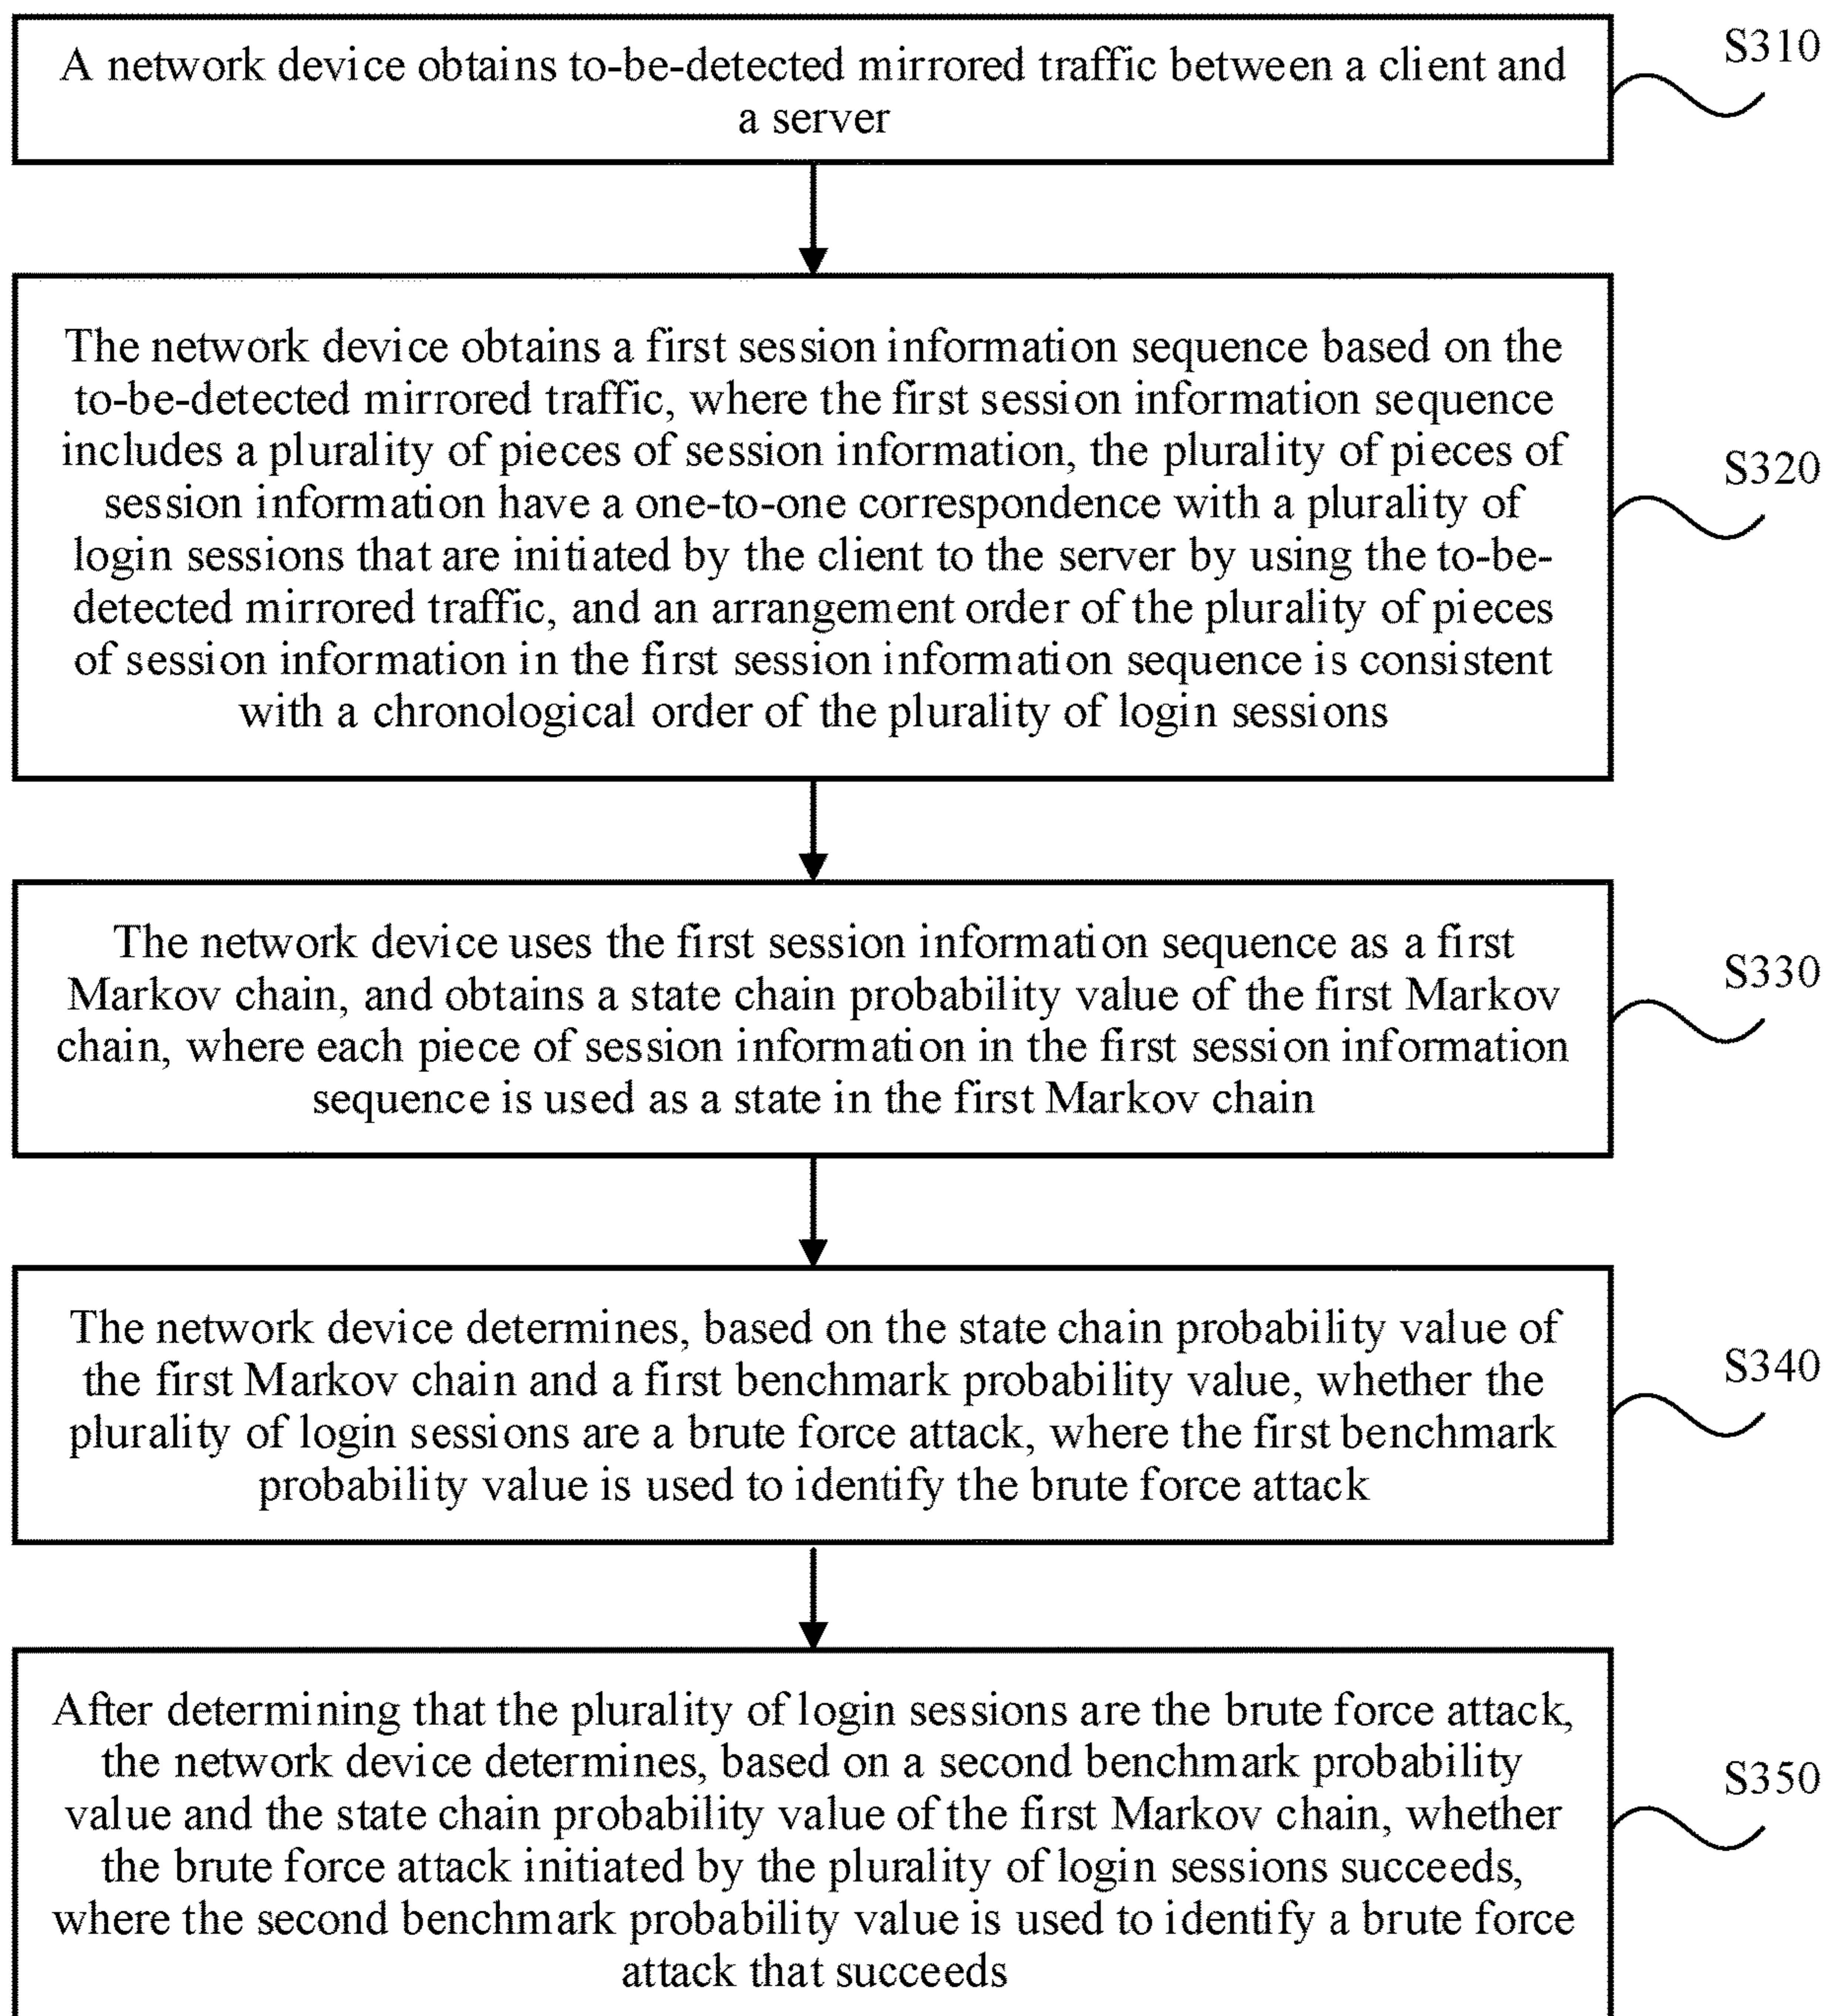 A network device obtains to-be-detected mirrored traffic between a client and
a server
S310
The network device obtains a first session information sequence based on the
to-be-detected mirrored traffic, where the first session information sequence
includes a plurality of pieces of session information, the plurality of pieces of
session information have a one-to-one correspondence with a plurality of
login sessions that are initiated by the client to the server by using the to-be-
detected mirrored traffic, and an arrangement order of the plurality of pieces
of session information in the first session information sequence is consistent
with a chronological order of the plurality of login sessions
S320
The network device uses the first session information sequence as a first
Markov chain, and obtains a state chain probability value of the first Markov
chain, where each piece of session information in the first session information
sequence is used as a state in the first Markov chain
S330
The network device determines, based on the state chain probability value of
the first Markov chain and a first benchmark probability value, whether the
plurality of login sessions are a brute force attack, where the first benchmark
probability value is used to identify the brute force attack
S340
After determining that the plurality of login sessions are the brute force attack,
the network device determines, based on a second benchmark probability
value and the state chain probability value of the first Markov chain, whether
the brute force attack initiated by the plurality of login sessions succeeds,
where the second benchmark probability value is used to identify a brute force
attack that succeeds
S350